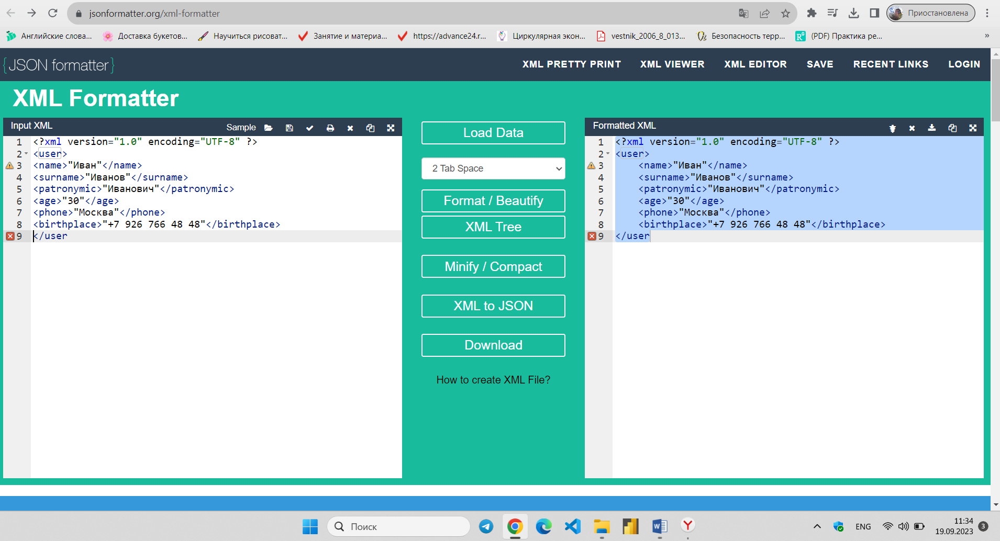 jsonformatter.org/xml-formatter
Приостановлена
Английские слова...
Доставка букетов...
Научиться рисоват...
Занятие и материа...
https://advance24.r...
Циркулярная экон...
vestnik_2006_8_013...
Безопасность терр...
(PDF) Практика ре...
»
{JSON formatter}
XML PRETTY PRINT
XML VIEWER
XML EDITOR
SAVE
RECENT LINKS
LOGIN
XML Formatter
Input XML
Sample
1 <?xml version="1.0" encoding="UTF-8" ?>
2 <user>
3 <name>"Иван"</name>
4 <surname>"Иванов"</surname>
5 <patronymic>"Иванович"</patronymic>
6 <age>"30"</age>
7 <phone>"Москва"</phone>
8 <birthplace>"+7 926 766 48 48"</birthplace>
9 </user
Load Data
2 Tab Space
Format / Beautify
XML Tree
Minify / Compact
XML to JSON
Download
How to create XML File?
Formatted XML
1 <?xml version="1.0" encoding="UTF-8" ?>
2 <user>
3     <name>"Иван"</name>
4     <surname>"Иванов"</surname>
5     <patronymic>"Иванович"</patronymic>
6     <age>"30"</age>
7     <phone>"Москва"</phone>
8     <birthplace>"+7 926 766 48 48"</birthplace>
9 </user
Поиск
ENG
11:34
19.09.2023
3